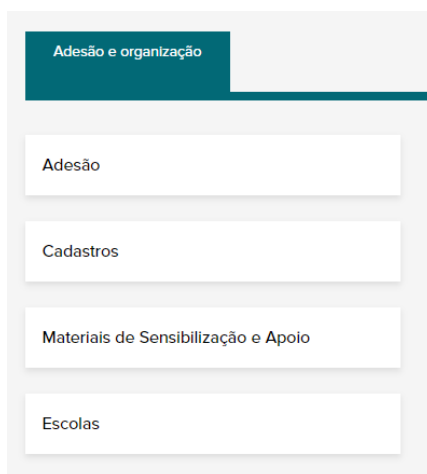 Adesão e organização
Adesão
Cadastros
Materiais de Sensibilização e Apoio
Escolas